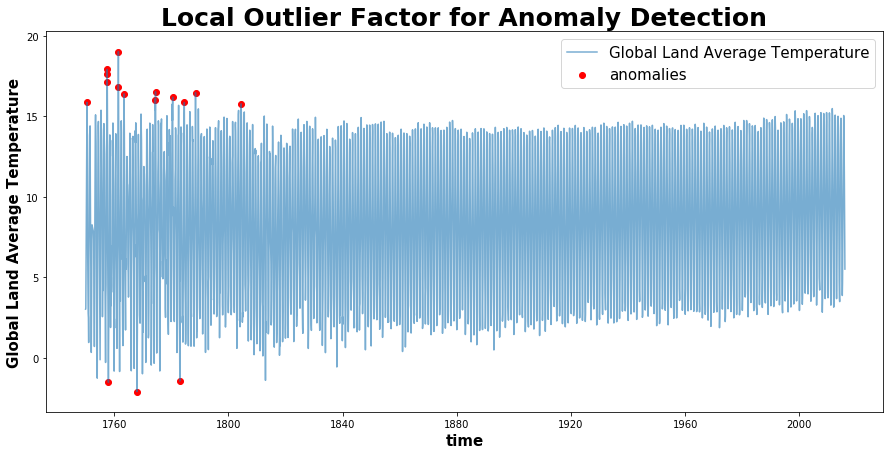 Local Outlier Factor for Anomaly Detection
Global Land Average Temperature
anomalies
Global Land Average Temperature
20
15
10
5
0
1760
1800
1840
1880
1920
1960
2000
time